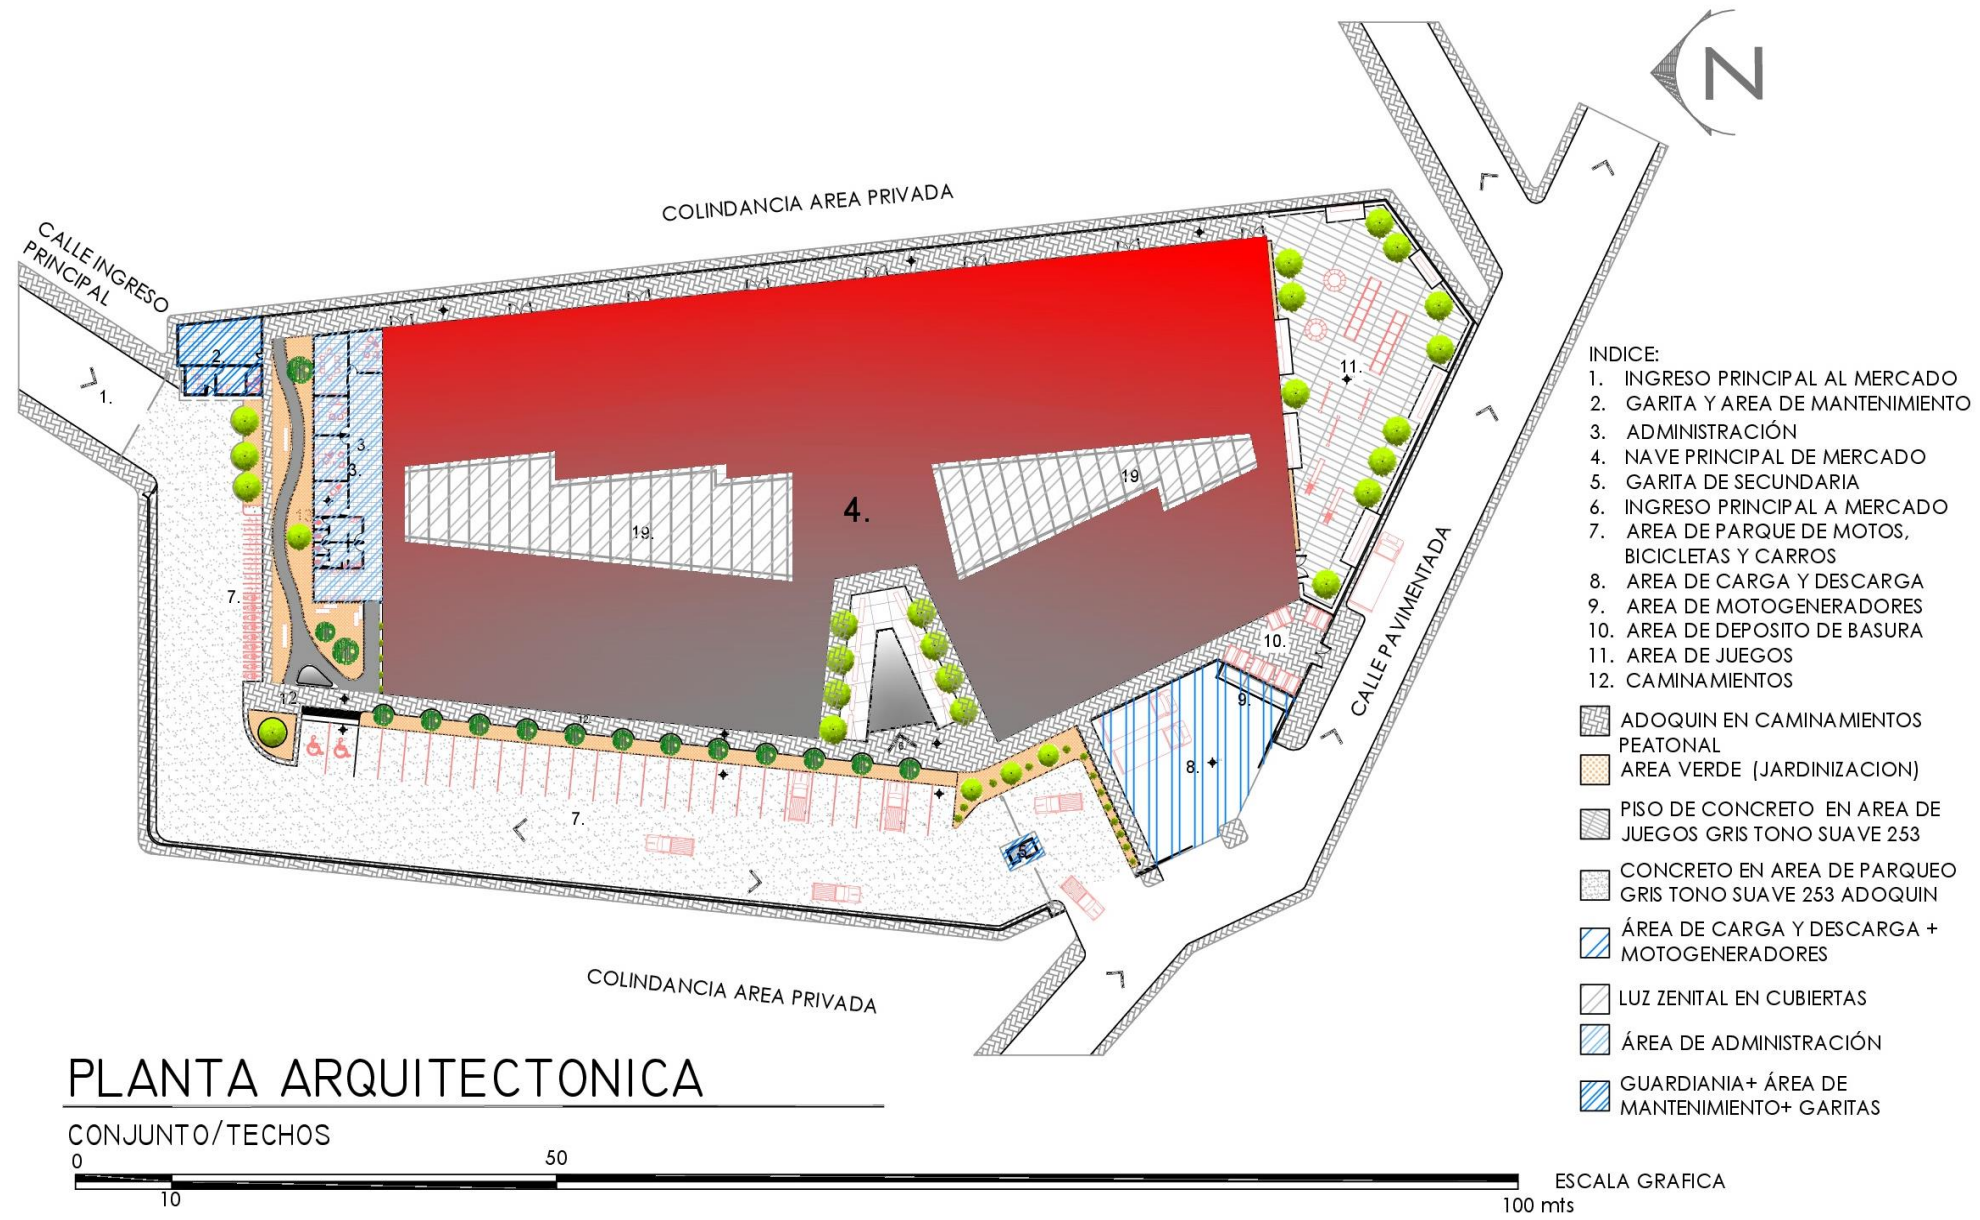 N
COLINDANCIA AREA PRIVADA
CALLE INGRESO
PRINCIPAL
1.
2.
3.
3.
4.
19.
19
11.
7.
12.
12.
10.
9.
8.
7.
5.
6.
CALLE PAVIMENTADA
COLINDANCIA AREA PRIVADA
INDICE:
1. INGRESO PRINCIPAL AL MERCADO
2. GARITA Y AREA DE MANTENIMIENTO
3. ADMINISTRACIÓN
4. NAVE PRINCIPAL DE MERCADO
5. GARITA DE SECUNDARIA
6. INGRESO PRINCIPAL A MERCADO
7. AREA DE PARQUE DE MOTOS,
BICICLETAS Y CARROS
8. AREA DE CARGA Y DESCARGA
9. AREA DE MOTOGENERADORES
10. AREA DE DEPOSITO DE BASURA
11. AREA DE JUEGOS
12. CAMINAMIENTOS
ADOQUIN EN CAMINAMIENTOS
PEATONAL
AREA VERDE (JARDINIZACION)
PISO DE CONCRETO EN AREA DE
JUEGOS GRIS TONO SUAVE 253
CONCRETO EN AREA DE PARQUEO
GRIS TONO SUAVE 253 ADOQUIN
ÁREA DE CARGA Y DESCARGA +
MOTOGENERADORES
LUZ ZENITAL EN CUBIERTAS
ÁREA DE ADMINISTRACIÓN
GUARDIANIA+ ÁREA DE
MANTENIMIENTO+ GARITAS
PLANTA ARQUITECTONICA
CONJUNTO/TECHOS
0
50
10
100 mts
ESCALA GRAFICA